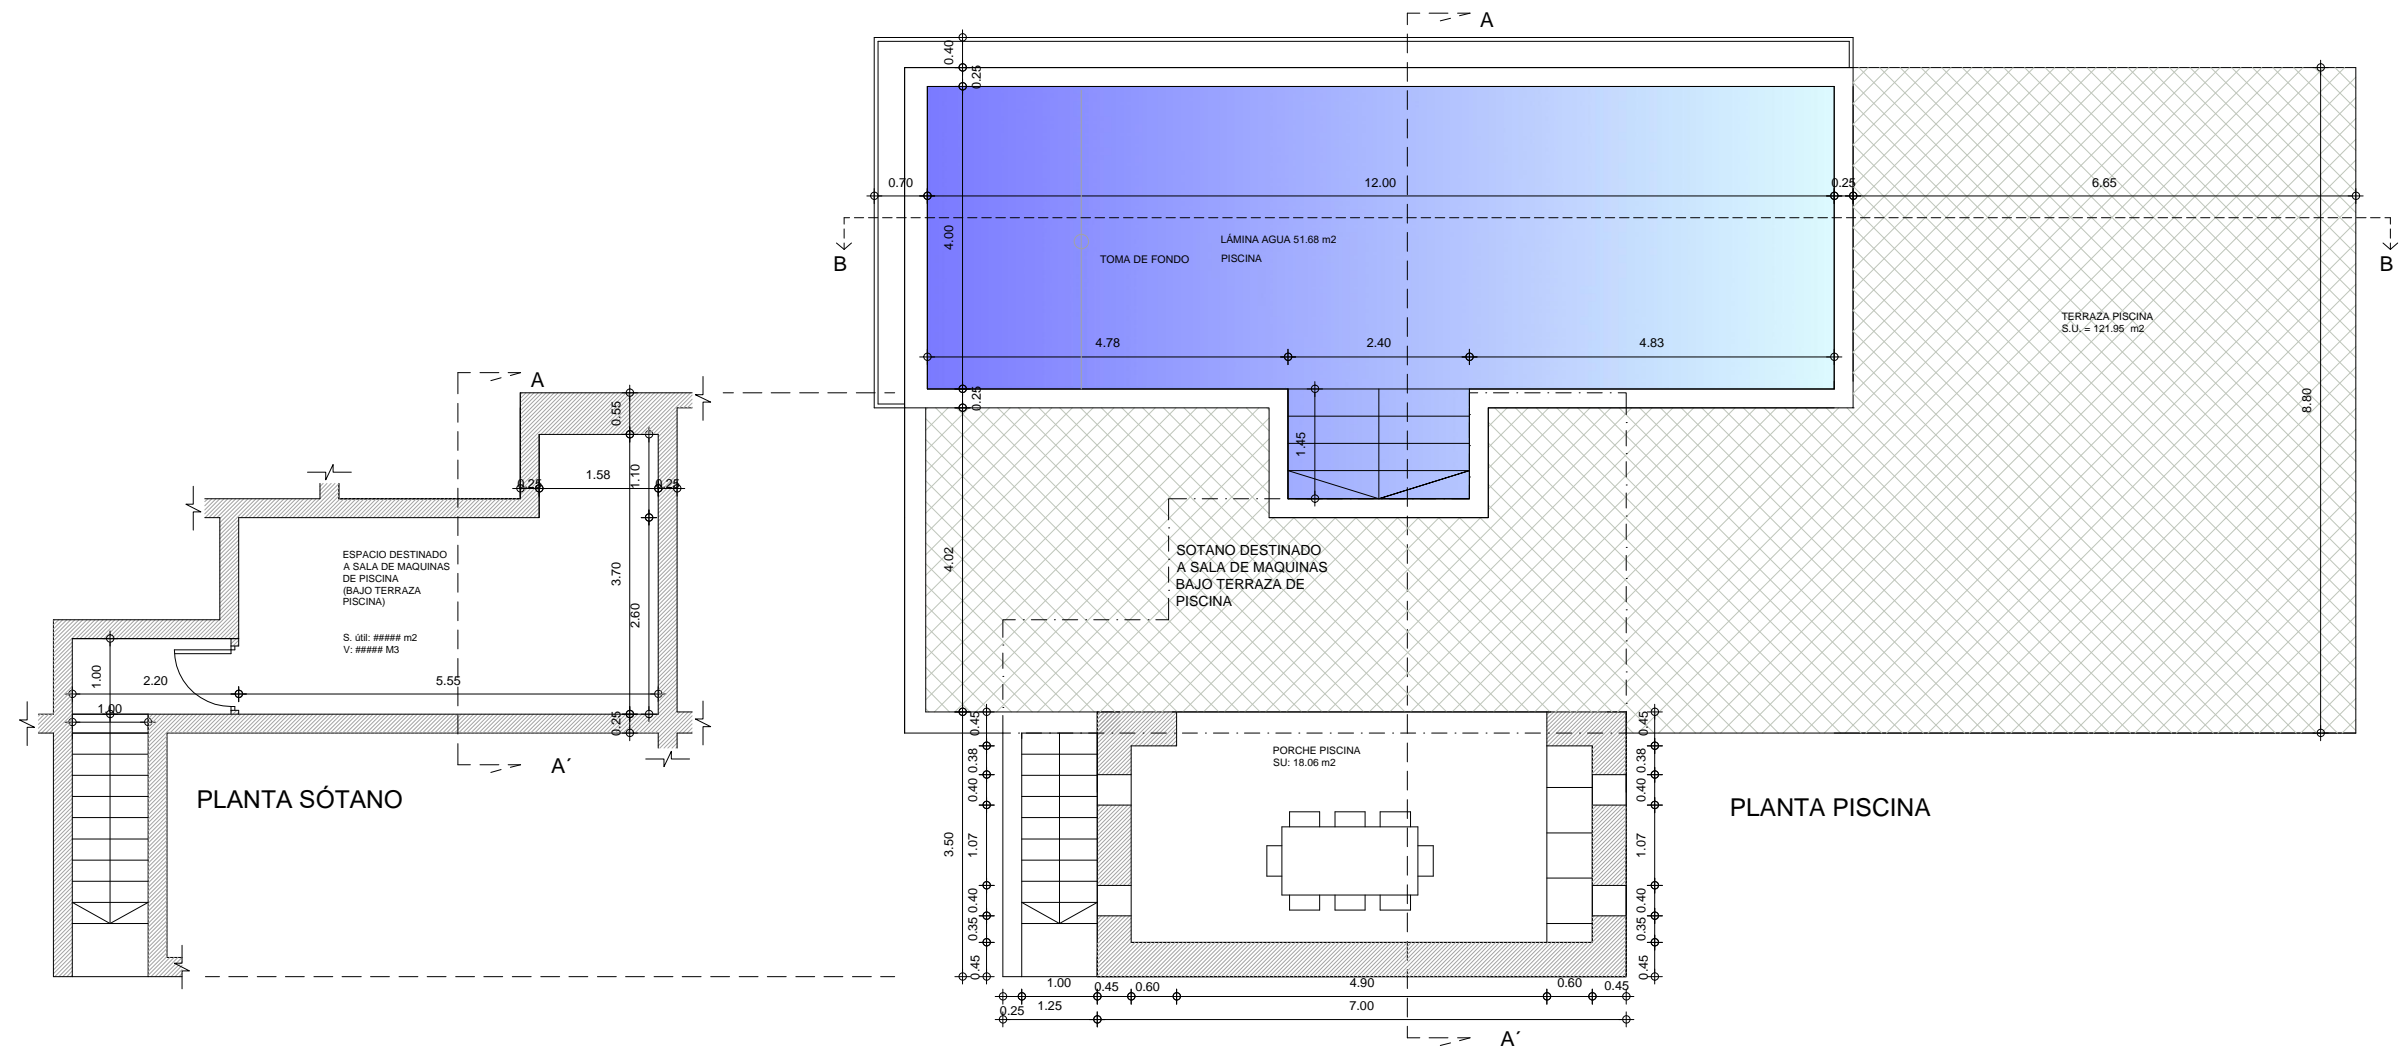 A
0.40
0.25
0.70
12.00
0.25
6.65
4.00
LÁMINA AGUA 51.68 m2
TOMA DE FONDO
PISCINA
B
B
TERRAZA PISCINA
S.U. = 121.95 m2
4.78
2.40
4.83
0.25
1.45
8.80
4.02
SOTANO DESTINADO
A SALA DE MAQUINAS
BAJO TERRAZA DE
PISCINA
A
0.55
1.10
0.25
1.58
0.25
ESPACIO DESTINADO
A SALA DE MAQUINAS
DE PISCINA
(BAJO TERRAZA
PISCINA)
3.70
2.60
S. útil: ##### m2
V: ##### M3
1.00
2.20
5.55
1.00
0.25
A´
PLANTA SÓTANO
0.45
0.38
0.40
1.07
0.40
0.35
0.45
3.50
PORCHE PISCINA
SU: 18.06 m2
0.45
0.38
0.40
1.07
0.40
0.35
0.45
PLANTA PISCINA
1.00
0.45
0.60
4.90
0.60
0.45
0.25
1.25
7.00
A´